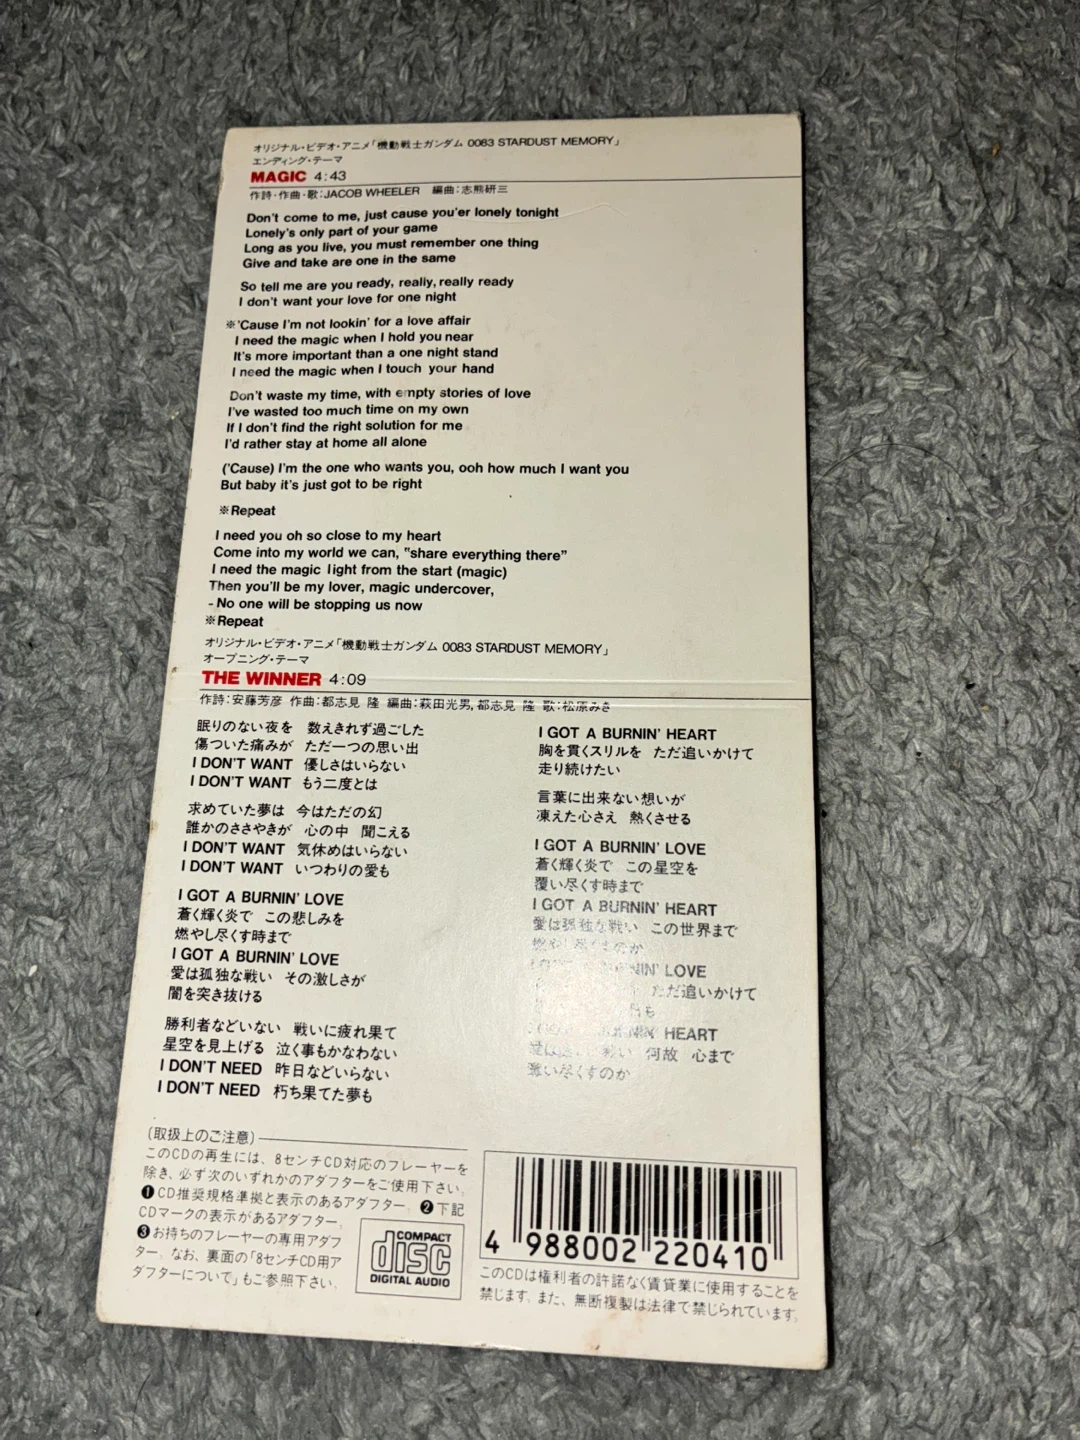 オリジナル・ビデオ・アニメ「機動戦士ガンダム 0083 STARDUST MEMORY」
エンディング・テーマ
MAGIC 4:43
作詩・作曲・歌:JACOB WHEELER 編曲:志熊研三
Don't come to me, just cause you'er lonely tonight
Lonely's only part of your game
Long as you live, you must remember one thing
Give and take are one in the same
So tell me are you ready, really, really ready
I don't want your love for one night
※'Cause I'm not lookin' for a love affair
I need the magic when I hold you near
It's more important than a one night stand
I need the magic when I touch your hand
Don't waste my time, with empty stories of love
I've wasted too much time on my own
If I don't find the right solution for me
I'd rather stay at home all alone
('Cause) I'm the one who wants you, ooh how much I want you
But baby it's just got to be right
※Repeat
I need you oh so close to my heart
Come into my world we can, "share everything there"
I need the magic light from the start (magic)
Then you'll be my lover, magic undercover,
- No one will be stopping us now
※Repeat
オリジナル・ビデオ・アニメ「機動戦士ガンダム 0083 STARDUST MEMORY」
オープニング・テーマ
THE WINNER 4:09
作詩:安藤芳彦 作曲:都志見 隆 編曲:萩田光男,都志見 隆 歌:松原みき
眠りのない夜を 数えきれず過ごした
傷ついた痛みが ただ一つの思い出
I DON'T WANT 優しさはいらない
I DON'T WANT もう二度とは
求めていた夢は 今はただの幻
誰かのささやきが 心の中 聞こえる
I DON'T WANT 気休めはいらない
I DON'T WANT いつわりの愛も
I GOT A BURNIN' LOVE
蒼く輝く炎で この悲しみを
燃やし尽くす時まで
I GOT A BURNIN' LOVE
愛は孤独な戦い その激しさが
闇を突き抜ける
勝利者などいない 戦いに疲れ果て
星空を見上げる 泣く事もかなわない
I DON'T NEED 昨日などいらない
I DON'T NEED 朽ち果てた夢も
I GOT A BURNIN' HEART
胸を貫くスリルを ただ追いかけて
走り続けたい
言葉に出来ない想いが
凍えた心さえ 熱くさせる
I GOT A BURNIN' LOVE
蒼く輝く炎で この星空を
覆い尽くす時まで
I GOT A BURNIN' HEART
愛は孤独な戦い この世界まで
燃やし尽くすのか
BURNIN' LOVE
ただ追いかけて
BURNIN' HEART
何故 心まで
奪い尽くすのか
(取扱上のご注意)
このCDの再生には、8センチCD対応のプレーヤーを
除き、必ず次のいずれかのアダプターをご使用下さい。
❶CD推奨規格準拠と表示のあるアダプター。❷下記
CDマークの表示があるアダプター。
❸お持ちのプレーヤーの専用アダプ
ター。なお、裏面の「8センチCD用ア
ダプターについて」もご参照下さい。
COMPACT
disc
DIGITAL AUDIO
4 988002 220410
このCDは権利者の許諾なく賃貸業に使用することを
禁じます。また、無断複製は法律で禁じられています。